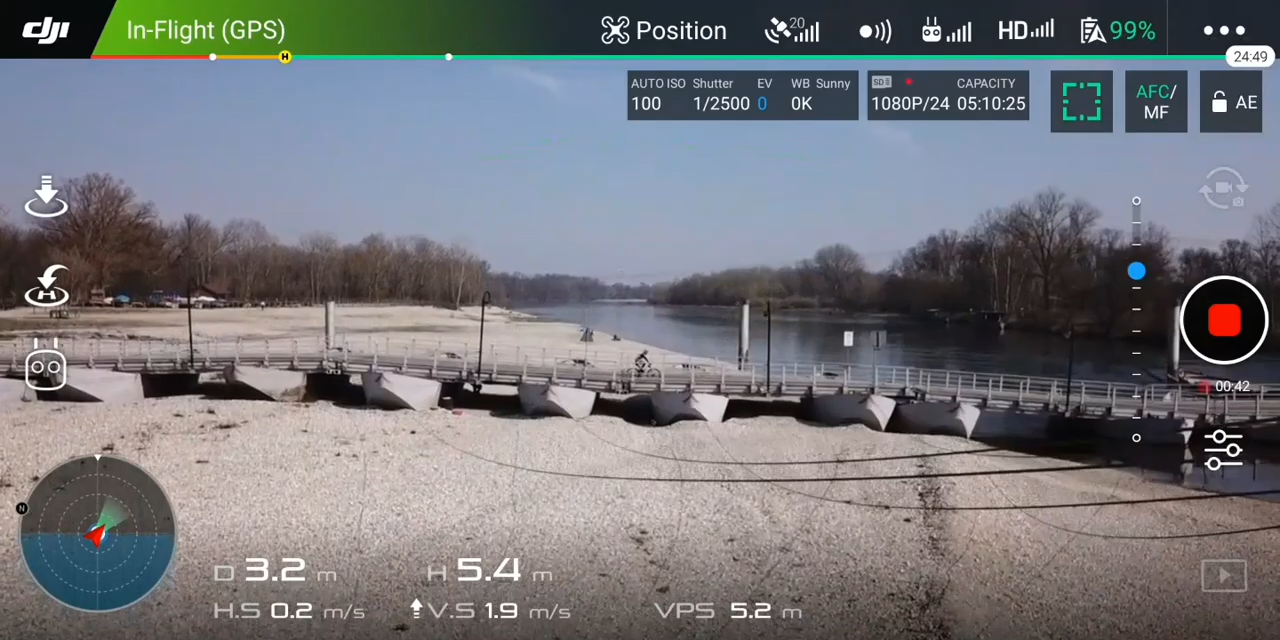 dji In-Flight (GPS) Position 20 HD 99%
H
24:49
AUTO ISO Shutter EV WB Sunny
100 1/2500 0 0K
SD CAPACITY
1080P/24 05:10:25
AFC/
MF
AE
H
00:42
N
D 3.2 m H 5.4 m
H.S 0.2 m/s V.S 1.9 m/s VPS 5.2 m